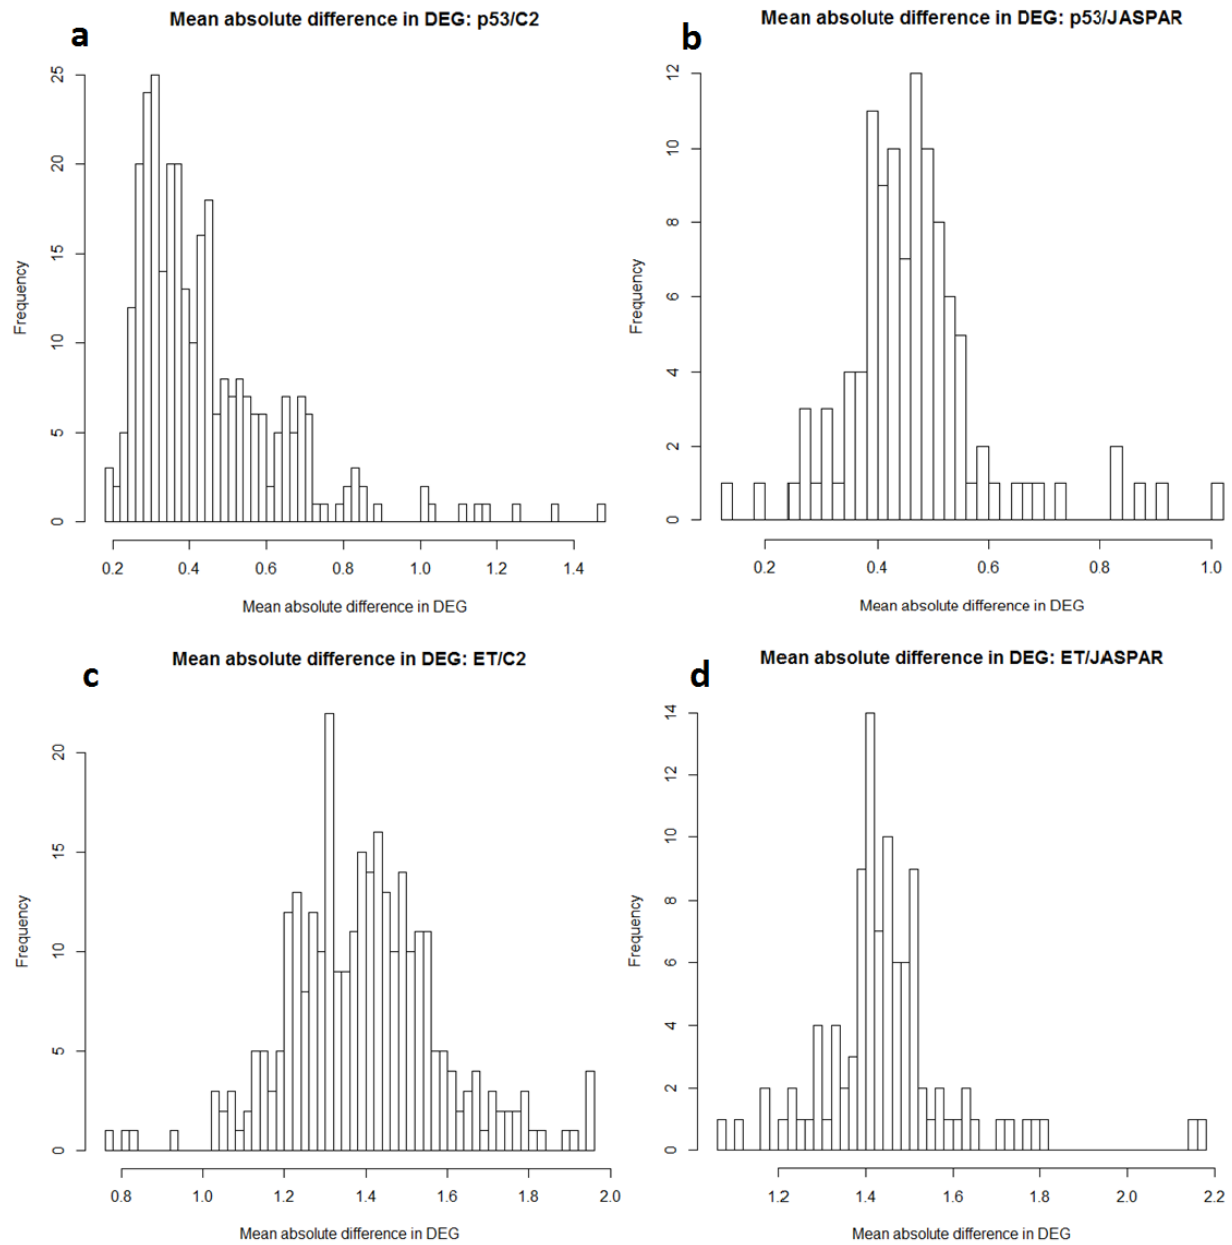 a
Mean absolute difference in DEG: p53/C2
Frequency
0
5
10
15
20
25
0.2 0.4 0.6 0.8 1.0 1.2 1.4
Mean absolute difference in DEG
b
Mean absolute difference in DEG: p53/JASPAR
Frequency
0
2
4
6
8
10
12
0.2 0.4 0.6 0.8 1.0
Mean absolute difference in DEG
c
Mean absolute difference in DEG: ET/C2
Frequency
0
5
10
15
20
0.8 1.0 1.2 1.4 1.6 1.8 2.0
Mean absolute difference in DEG
d
Mean absolute difference in DEG: ET/JASPAR
Frequency
0
2
4
6
8
10
12
14
1.2 1.4 1.6 1.8 2.0 2.2
Mean absolute difference in DEG